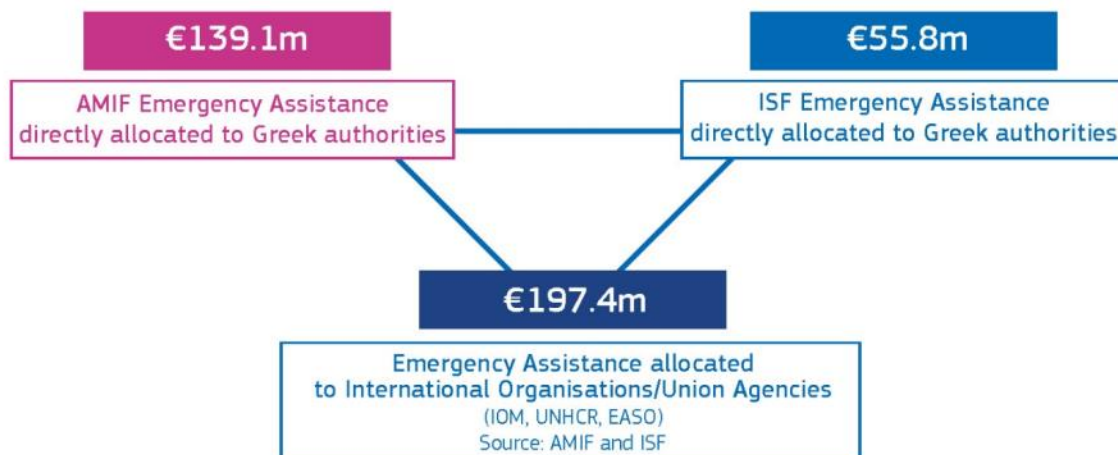 €139.1m
AMIF Emergency Assistance
directly allocated to Greek authorities
€55.8m
ISF Emergency Assistance
directly allocated to Greek authorities
€197.4m
Emergency Assistance allocated
to International Organisations/Union Agencies
(IOM, UNHCR, EASO)
Source: AMIF and ISF